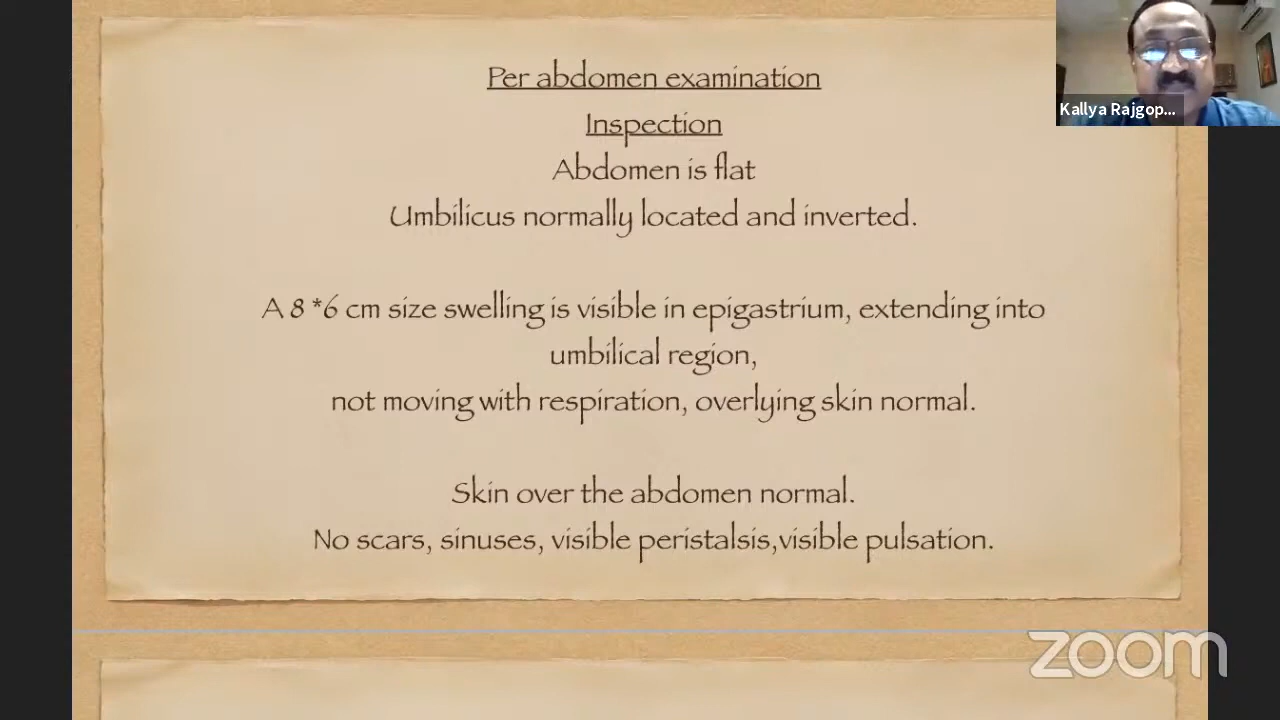 Per abdomen examination
Inspection
Abdomen is flat
Umbilicus normally located and inverted.
A 8 *6 cm size swelling is visible in epigastrium, extending into
umbilical region,
not moving with respiration, overlying skin normal.
Skin over the abdomen normal.
No scars, sinuses, visible peristalsis,visible pulsation.
Kallya Rajgop...
zoom